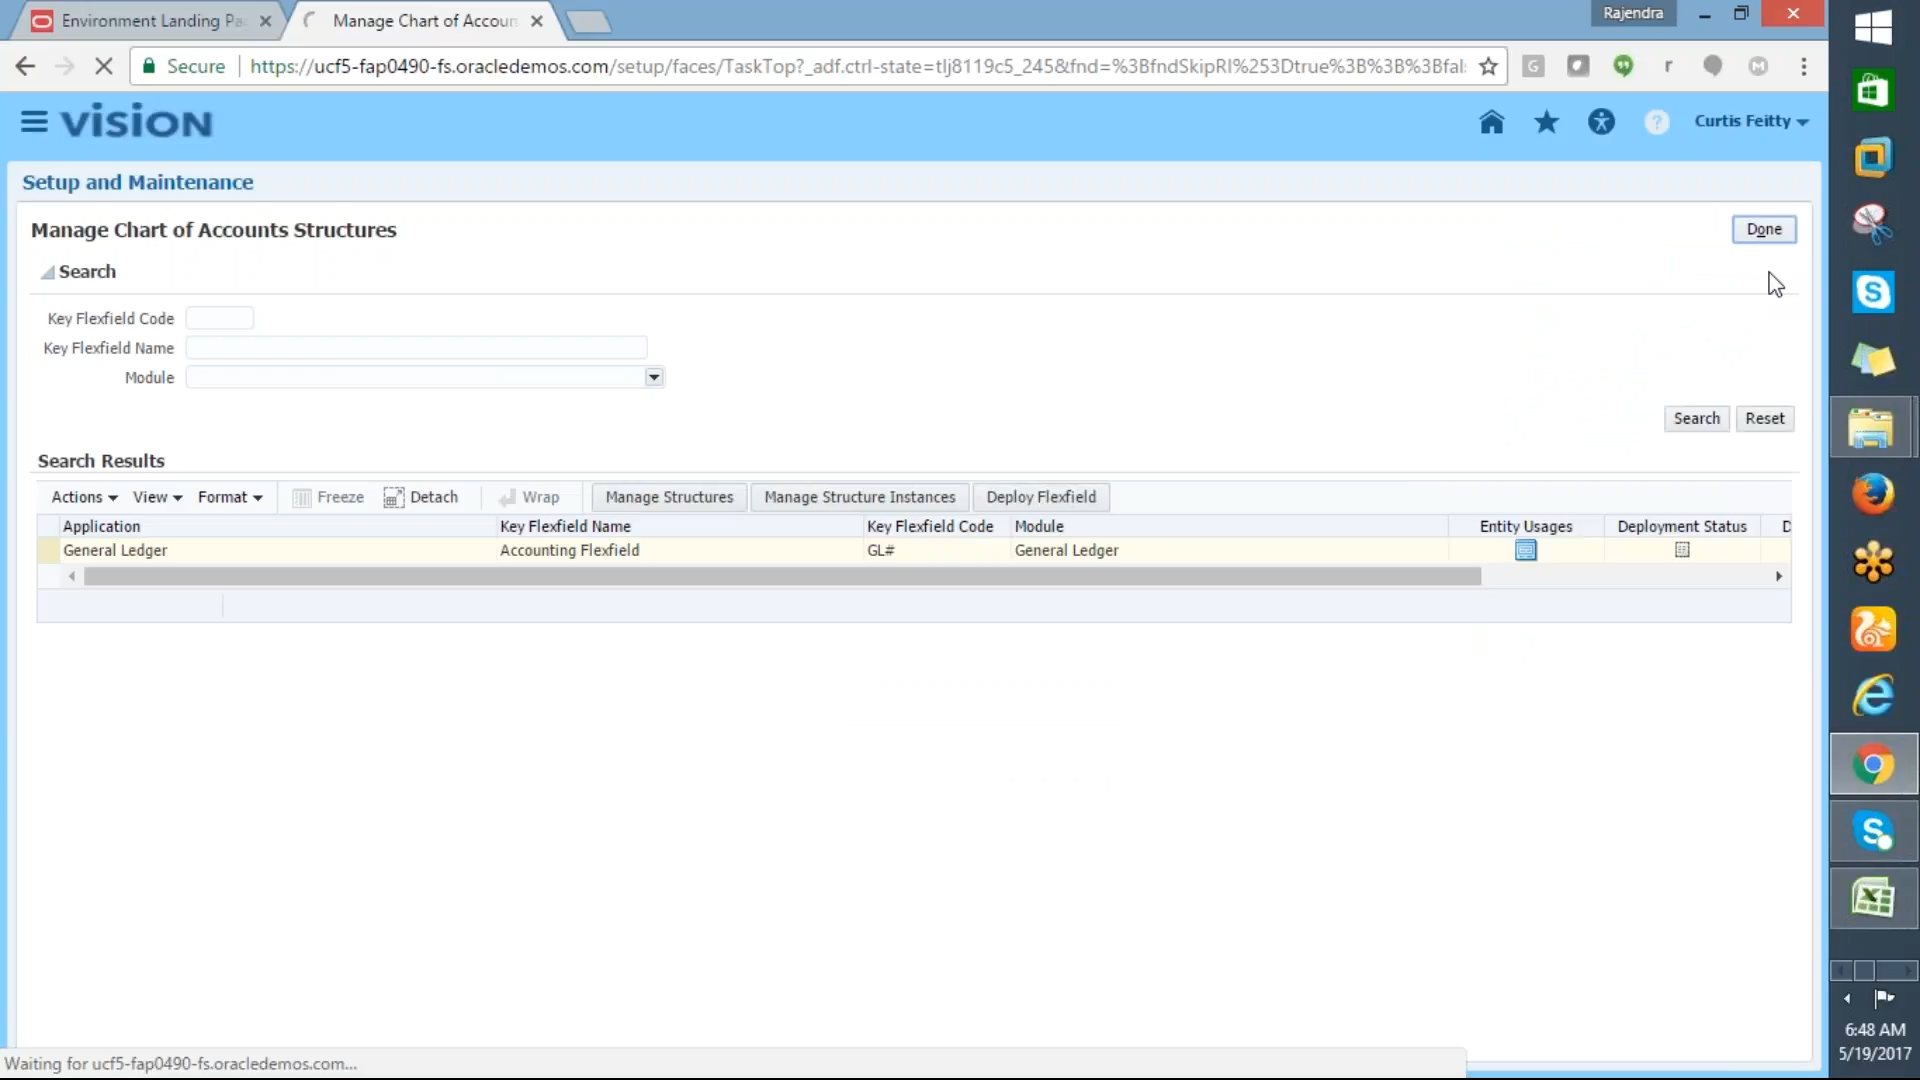 Environment Landing Pa
Manage Chart of Accoun
Rajendra
Secure
https://ucf5-fap0490-fs.oracledemos.com/setup/faces/TaskTop?_adf.ctrl-state=tlj8119c5_245&fnd=%3BfndSkipRI%253Dtrue%3B%3B%3Bfal
VISION
Curtis Feitty
Setup and Maintenance
Manage Chart of Accounts Structures
Done
Search
Key Flexfield Code
Key Flexfield Name
Module
Search Reset
Search Results
Actions View Format Freeze Detach Wrap Manage Structures Manage Structure Instances Deploy Flexfield
Application Key Flexfield Name Key Flexfield Code Module Entity Usages Deployment Status D
General Ledger Accounting Flexfield GL# General Ledger
Waiting for ucf5-fap0490-fs.oracledemos.com...
6:48 AM
5/19/2017